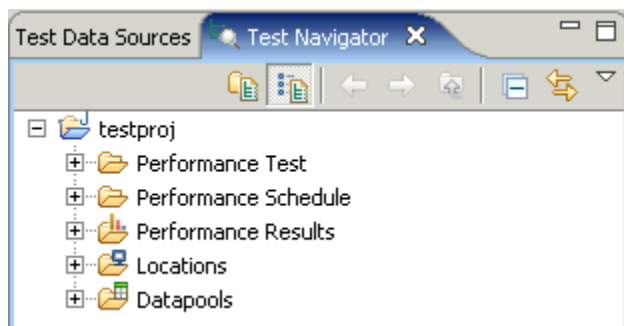 Test Data Sources Test Navigator
testproj
Performance Test
Performance Schedule
Performance Results
Locations
Datapools